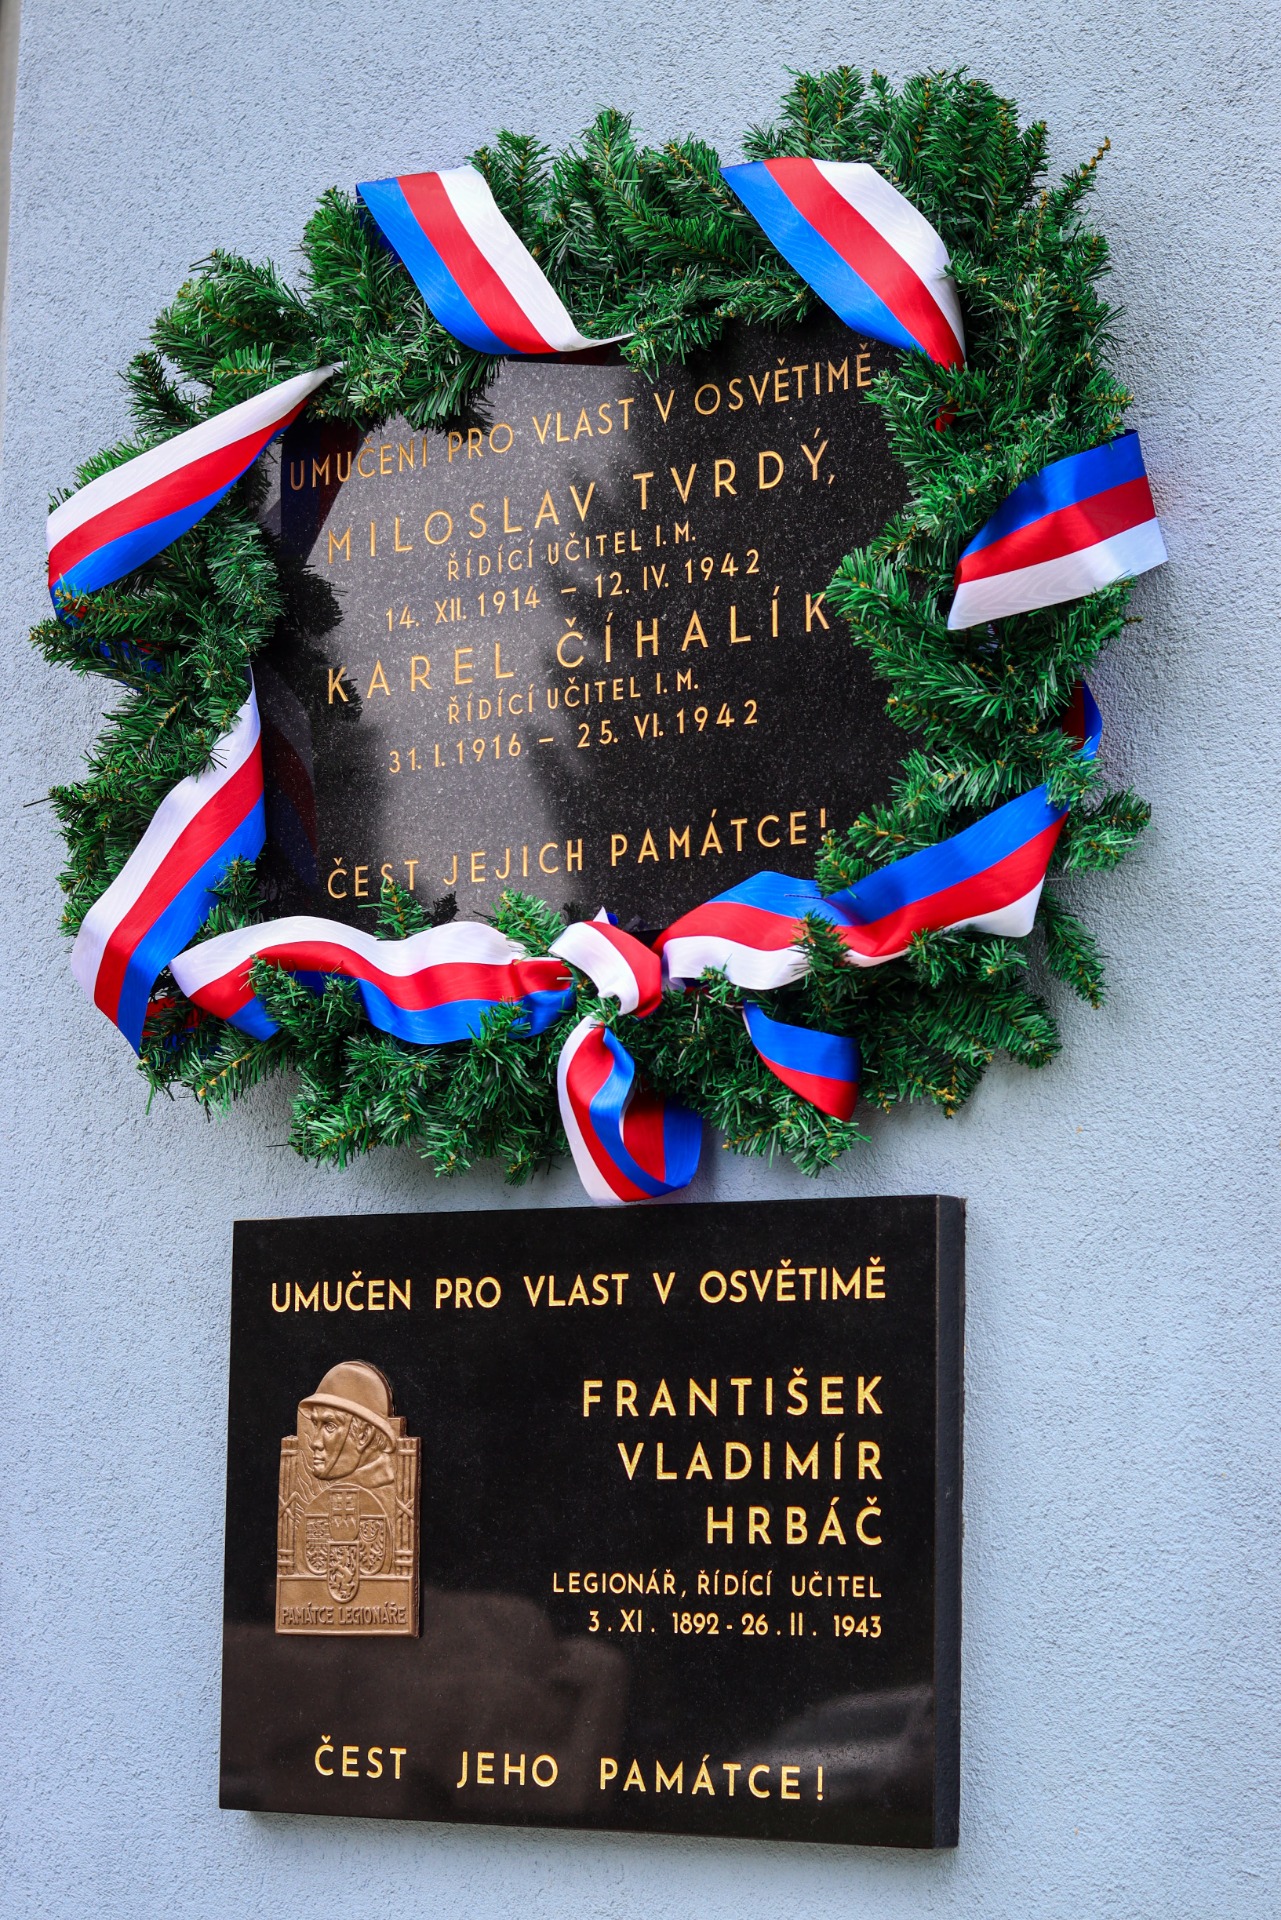 UMUČENI PRO VLAST V OSVĚTIMĚ
MILOSLAV TVRDÝ,
ŘÍDÍCÍ UČITEL I. M.
14. XII. 1914 – 12. IV. 1942
KAREL ČÍHALÍK
ŘÍDÍCÍ UČITEL I. M.
31. I. 1916 – 25. VI. 1942
ČEST JEJICH PAMÁTCE!
UMUČEN PRO VLAST V OSVĚTIMĚ
FRANTIŠEK
VLADIMÍR
HRBÁČ
LEGIONÁŘ, ŘÍDÍCÍ UČITEL
3. XI. 1892 - 26. II. 1943
PAMÁTCE LEGIONÁŘE
ČEST JEHO PAMÁTCE!